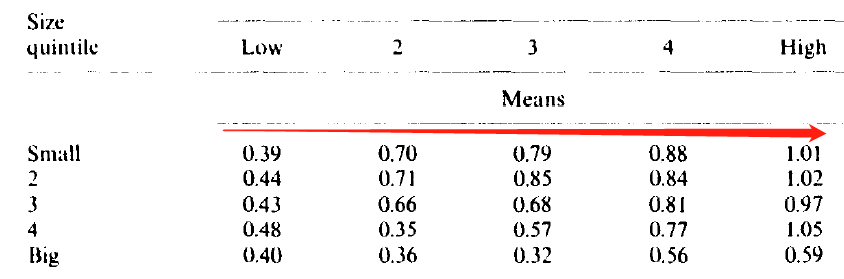 Size
quintile Low 2 3 4 High
Means
Small 0.39 0.70 0.79 0.88 1.01
2 0.44 0.71 0.85 0.84 1.02
3 0.43 0.66 0.68 0.81 0.97
4 0.48 0.35 0.57 0.77 1.05
Big 0.40 0.36 0.32 0.56 0.59